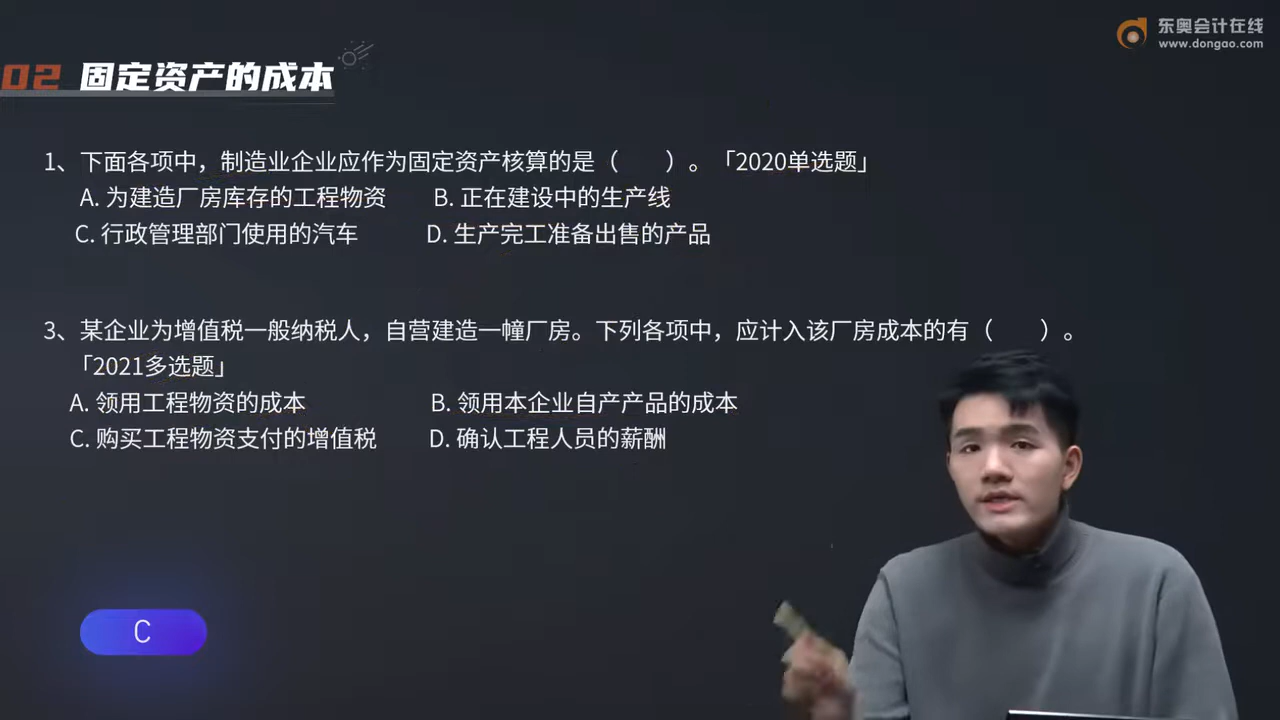 东奥会计在线
www.dongao.com
02 固定资产的成本
1、下面各项中，制造业企业应作为固定资产核算的是（　　）。「2020单选题」
A. 为建造厂房库存的工程物资　　B. 正在建设中的生产线
C. 行政管理部门使用的汽车　　D. 生产完工准备出售的产品
3、某企业为增值税一般纳税人，自营建造一幢厂房。下列各项中，应计入该厂房成本的有（　　）。
「2021多选题」
A. 领用工程物资的成本　　B. 领用本企业自产产品的成本
C. 购买工程物资支付的增值税　　D. 确认工程人员的薪酬
C